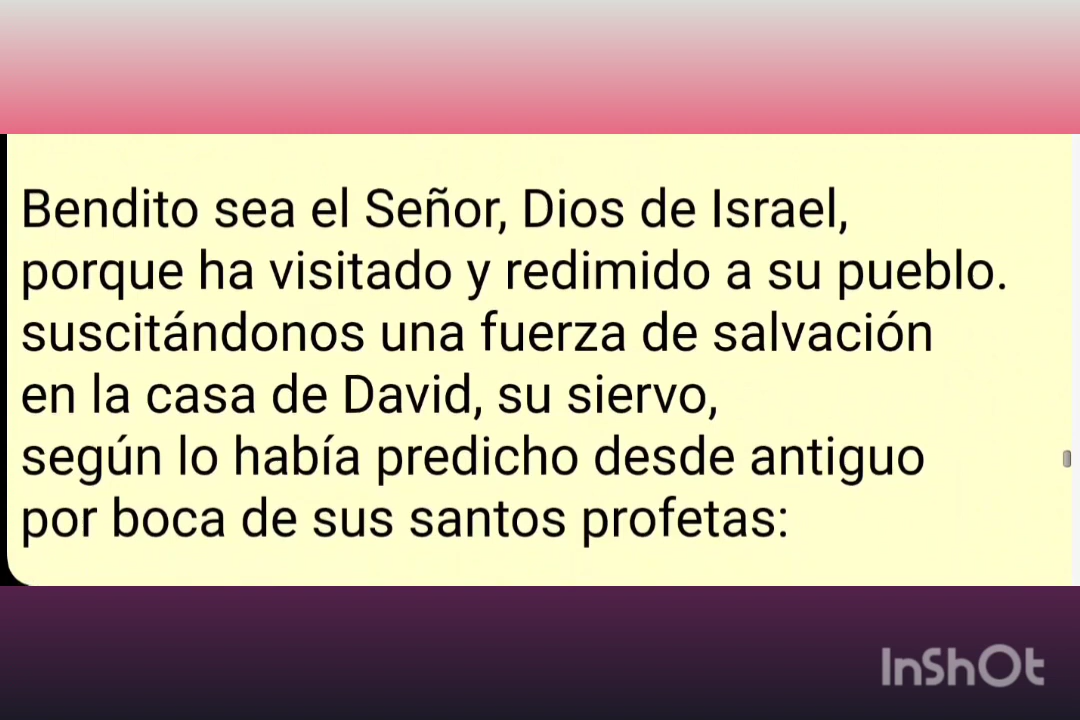 Bendito sea el Señor, Dios de Israel,
porque ha visitado y redimido a su pueblo.
suscitándonos una fuerza de salvación
en la casa de David, su siervo,
según lo había predicho desde antiguo
por boca de sus santos profetas:
InShOt